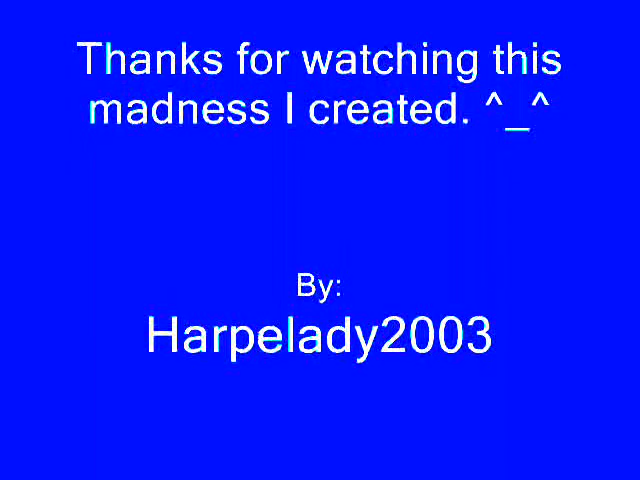 Thanks for watching this
madness I created. ^_^
By:
Harpelady2003